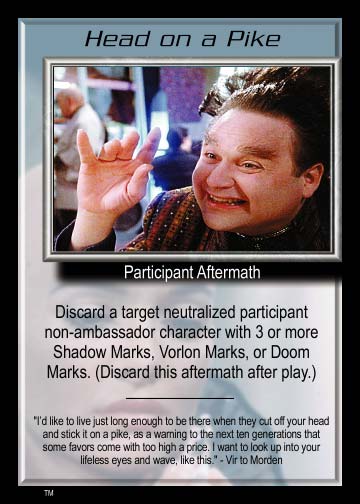 Head on a Pike
Participant Aftermath
Discard a target neutralized participant
non-ambassador character with 3 or more
Shadow Marks, Vorlon Marks, or Doom
Marks. (Discard this aftermath after play.)
"I'd like to live just long enough to be there when they cut off your head
and stick it on a pike, as a warning to the next ten generations that
some favors come with too high a price. I want to look up into your
lifeless eyes and wave, like this." - Vir to Morden
TM